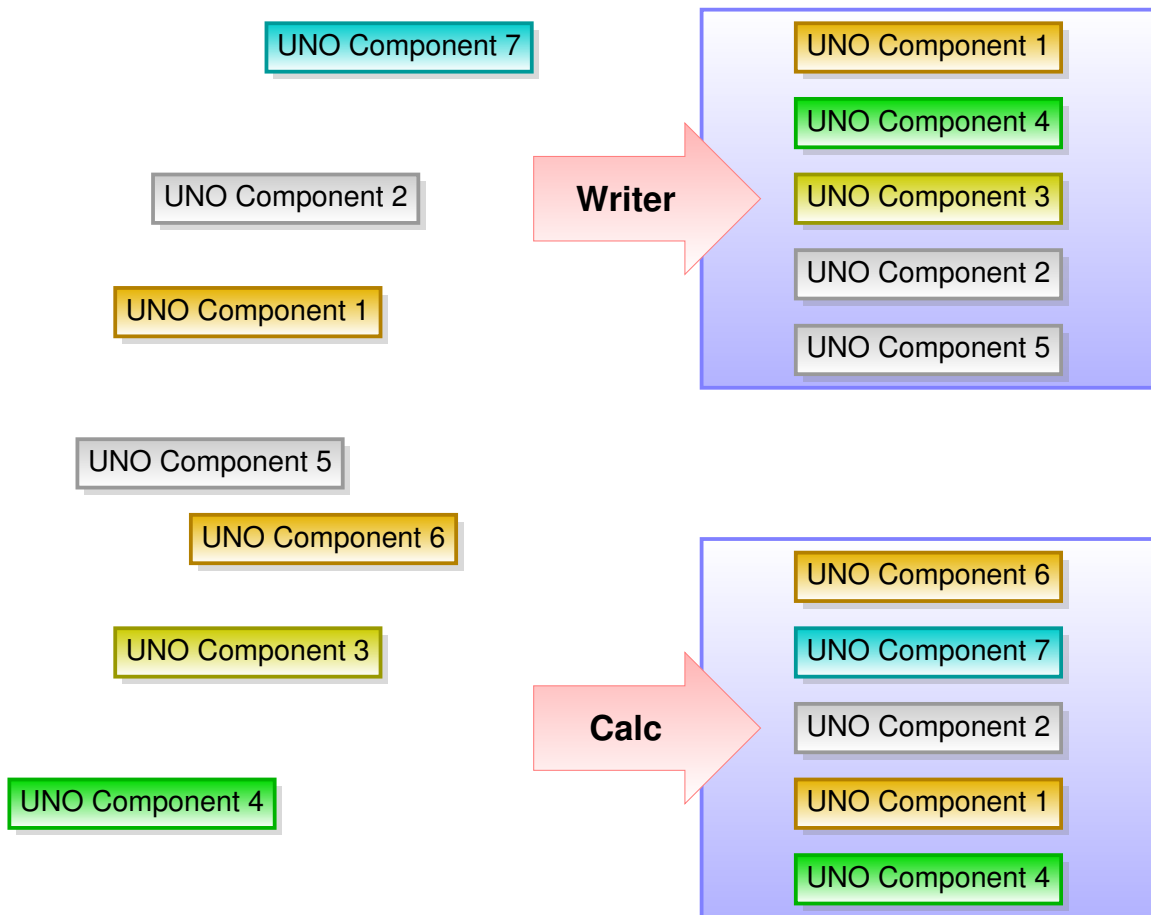 UNO Component 7
UNO Component 2
UNO Component 1
UNO Component 5
UNO Component 6
UNO Component 3
UNO Component 4
Writer
UNO Component 1
UNO Component 4
UNO Component 3
UNO Component 2
UNO Component 5
Calc
UNO Component 6
UNO Component 7
UNO Component 2
UNO Component 1
UNO Component 4